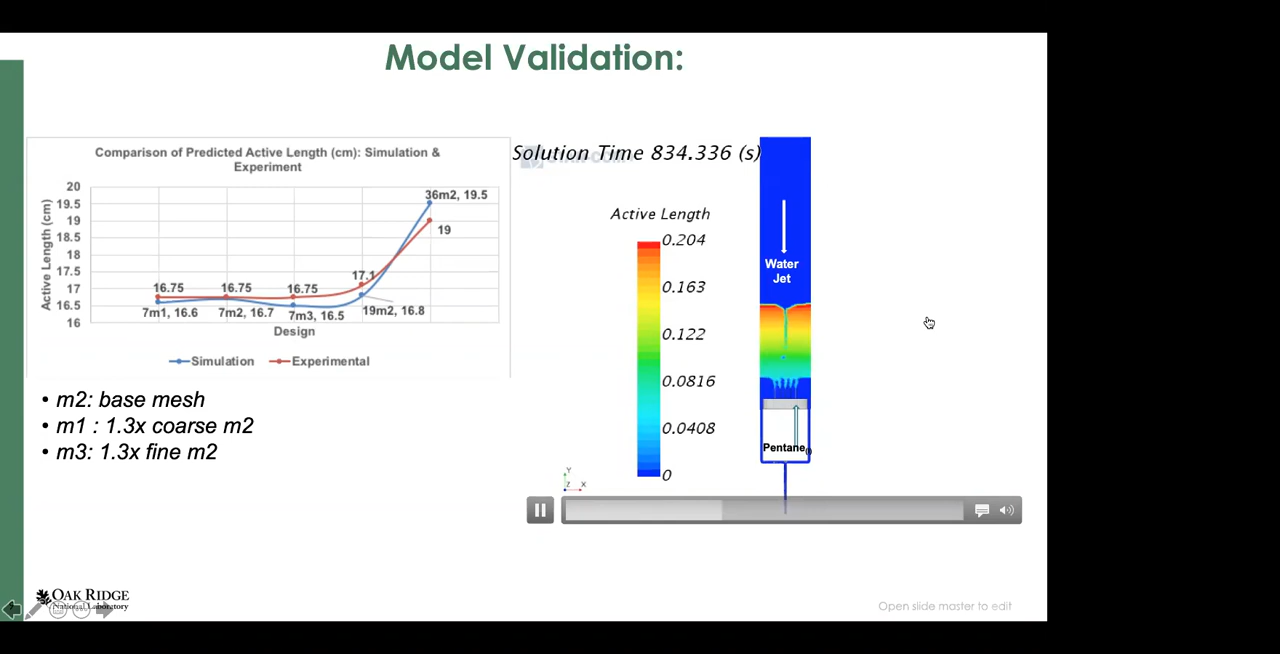 Model Validation:
Comparison of Predicted Active Length (cm): Simulation &
Experiment
Active Length (cm)
20
19.5
19
18.5
18
17.5
17
16.5
16
36m2, 19.5
19
17.1
16.75
16.75
16.75
7m1, 16.6
7m2, 16.7
7m3, 16.5
19m2, 16.8
Design
Simulation
Experimental
• m2: base mesh
• m1 : 1.3x coarse m2
• m3: 1.3x fine m2
Solution Time 834.336 (s)
Active Length
0.204
0.163
0.122
0.0816
0.0408
0
Water
Jet
Pentane(l)
Y
Z X
OAK RIDGE
National Laboratory
Open slide master to edit